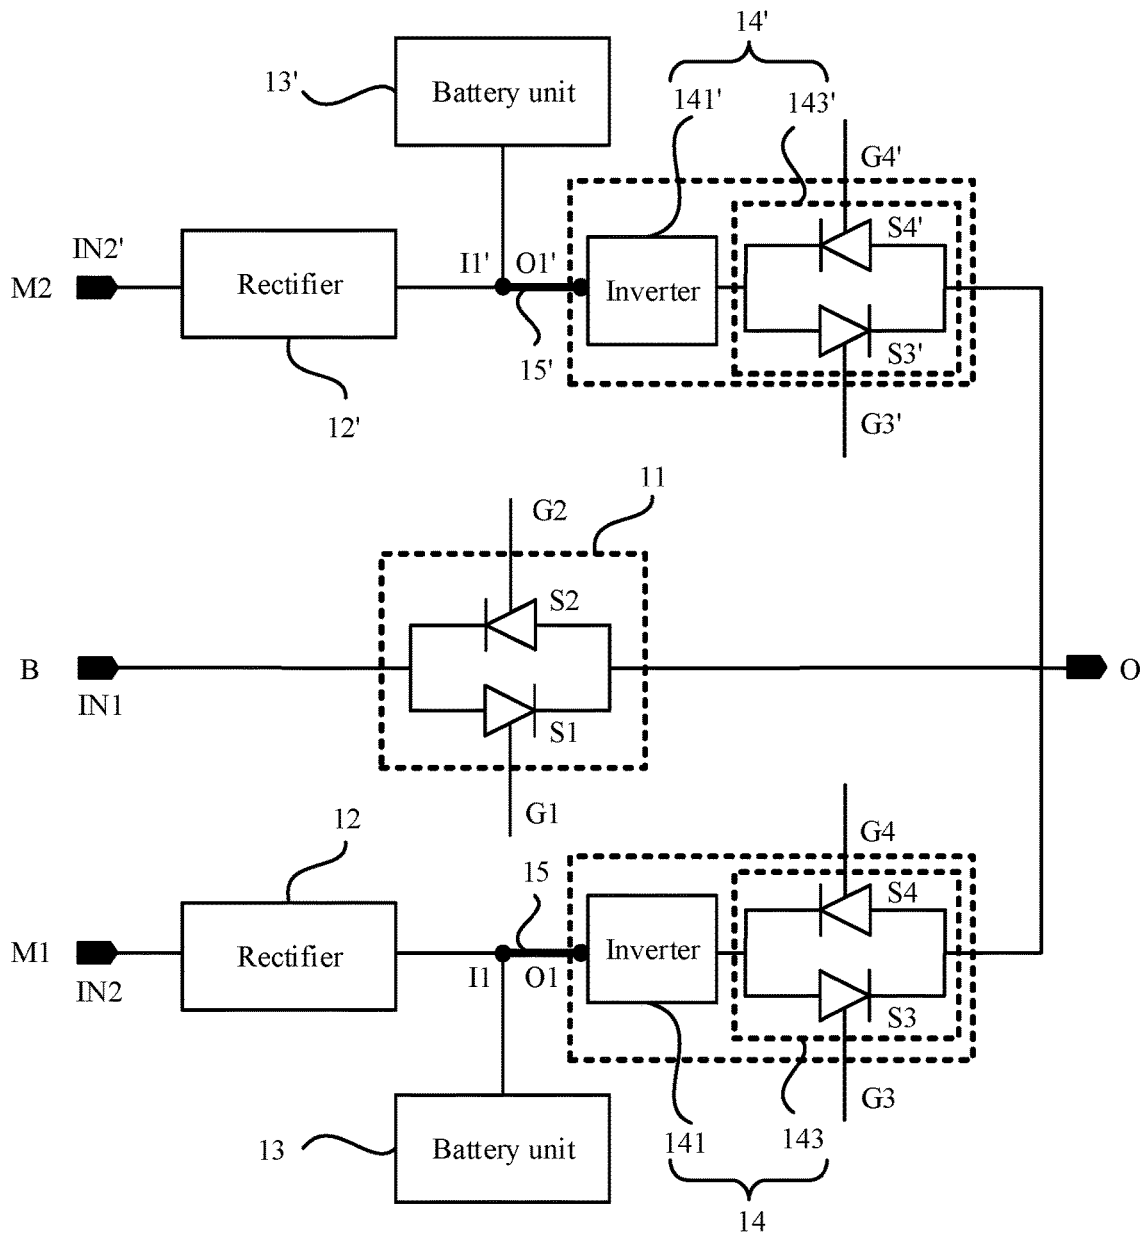 14'
13'
Battery unit
141'
143'
G4'
IN2'
S4'
M2
Rectifier
I1'
O1'
Inverter
15'
S3'
12'
G3'
11
G2
S2
B
IN1
O
S1
12
G1
G4
15
S4
M1
IN2
Rectifier
I1
O1
Inverter
S3
G3
13
Battery unit
141
143
14